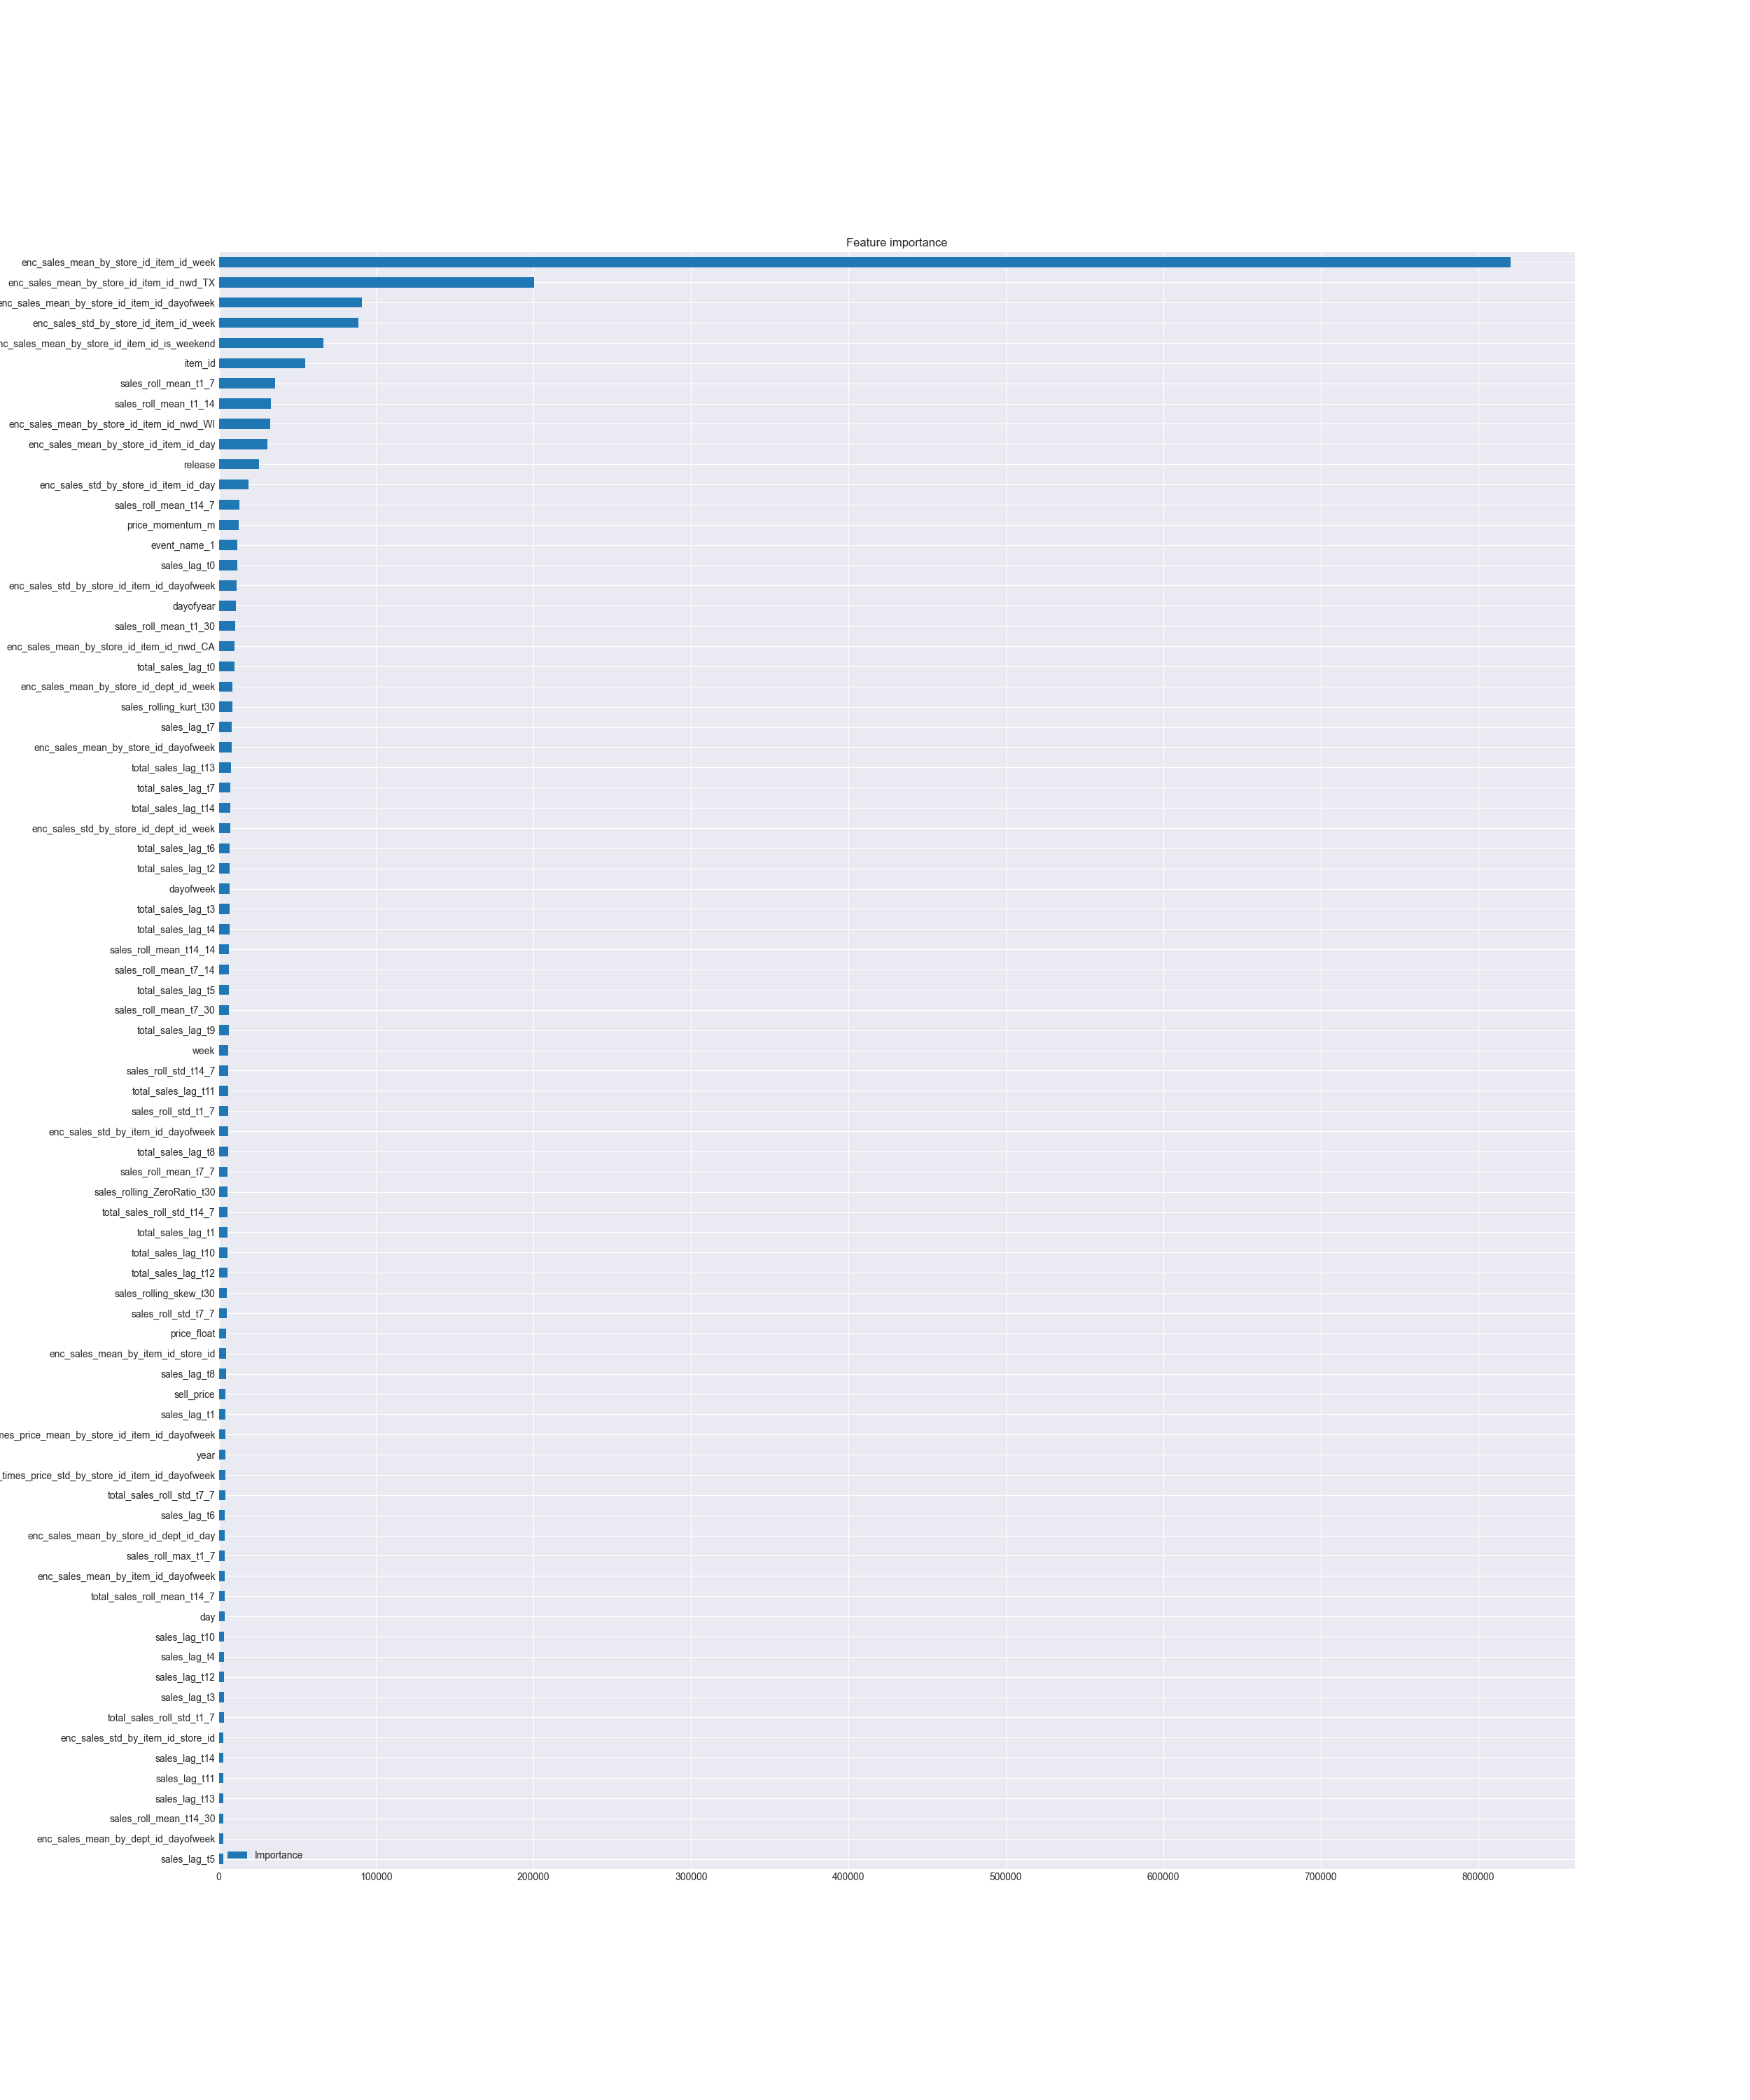 Feature importance
enc_sales_mean_by_store_id_item_id_week
enc_sales_mean_by_store_id_item_id_nwd_TX
enc_sales_mean_by_store_id_item_id_dayofweek
enc_sales_std_by_store_id_item_id_week
nc_sales_mean_by_store_id_item_id_is_weekend
item_id
sales_roll_mean_t1_7
sales_roll_mean_t1_14
enc_sales_mean_by_store_id_item_id_nwd_WI
enc_sales_mean_by_store_id_item_id_day
release
enc_sales_std_by_store_id_item_id_day
sales_roll_mean_t14_7
price_momentum_m
event_name_1
sales_lag_t0
enc_sales_std_by_store_id_item_id_dayofweek
dayofyear
sales_roll_mean_t1_30
enc_sales_mean_by_store_id_item_id_nwd_CA
total_sales_lag_t0
enc_sales_mean_by_store_id_dept_id_week
sales_rolling_kurt_t30
sales_lag_t7
enc_sales_mean_by_store_id_dayofweek
total_sales_lag_t13
total_sales_lag_t7
total_sales_lag_t14
enc_sales_std_by_store_id_dept_id_week
total_sales_lag_t6
total_sales_lag_t2
dayofweek
total_sales_lag_t3
total_sales_lag_t4
sales_roll_mean_t14_14
sales_roll_mean_t7_14
total_sales_lag_t5
sales_roll_mean_t7_30
total_sales_lag_t9
week
sales_roll_std_t14_7
total_sales_lag_t11
sales_roll_std_t1_7
enc_sales_std_by_item_id_dayofweek
total_sales_lag_t8
sales_roll_mean_t7_7
sales_rolling_ZeroRatio_t30
total_sales_roll_std_t14_7
total_sales_lag_t1
total_sales_lag_t10
total_sales_lag_t12
sales_rolling_skew_t30
sales_roll_std_t7_7
price_float
enc_sales_mean_by_item_id_store_id
sales_lag_t8
sell_price
sales_lag_t1
mes_price_mean_by_store_id_item_id_dayofweek
year
_times_price_std_by_store_id_item_id_dayofweek
total_sales_roll_std_t7_7
sales_lag_t6
enc_sales_mean_by_store_id_dept_id_day
sales_roll_max_t1_7
enc_sales_mean_by_item_id_dayofweek
total_sales_roll_mean_t14_7
day
sales_lag_t10
sales_lag_t4
sales_lag_t12
sales_lag_t3
total_sales_roll_std_t1_7
enc_sales_std_by_item_id_store_id
sales_lag_t14
sales_lag_t11
sales_lag_t13
sales_roll_mean_t14_30
enc_sales_mean_by_dept_id_dayofweek
sales_lag_t5
Importance
0 100000 200000 300000 400000 500000 600000 700000 800000